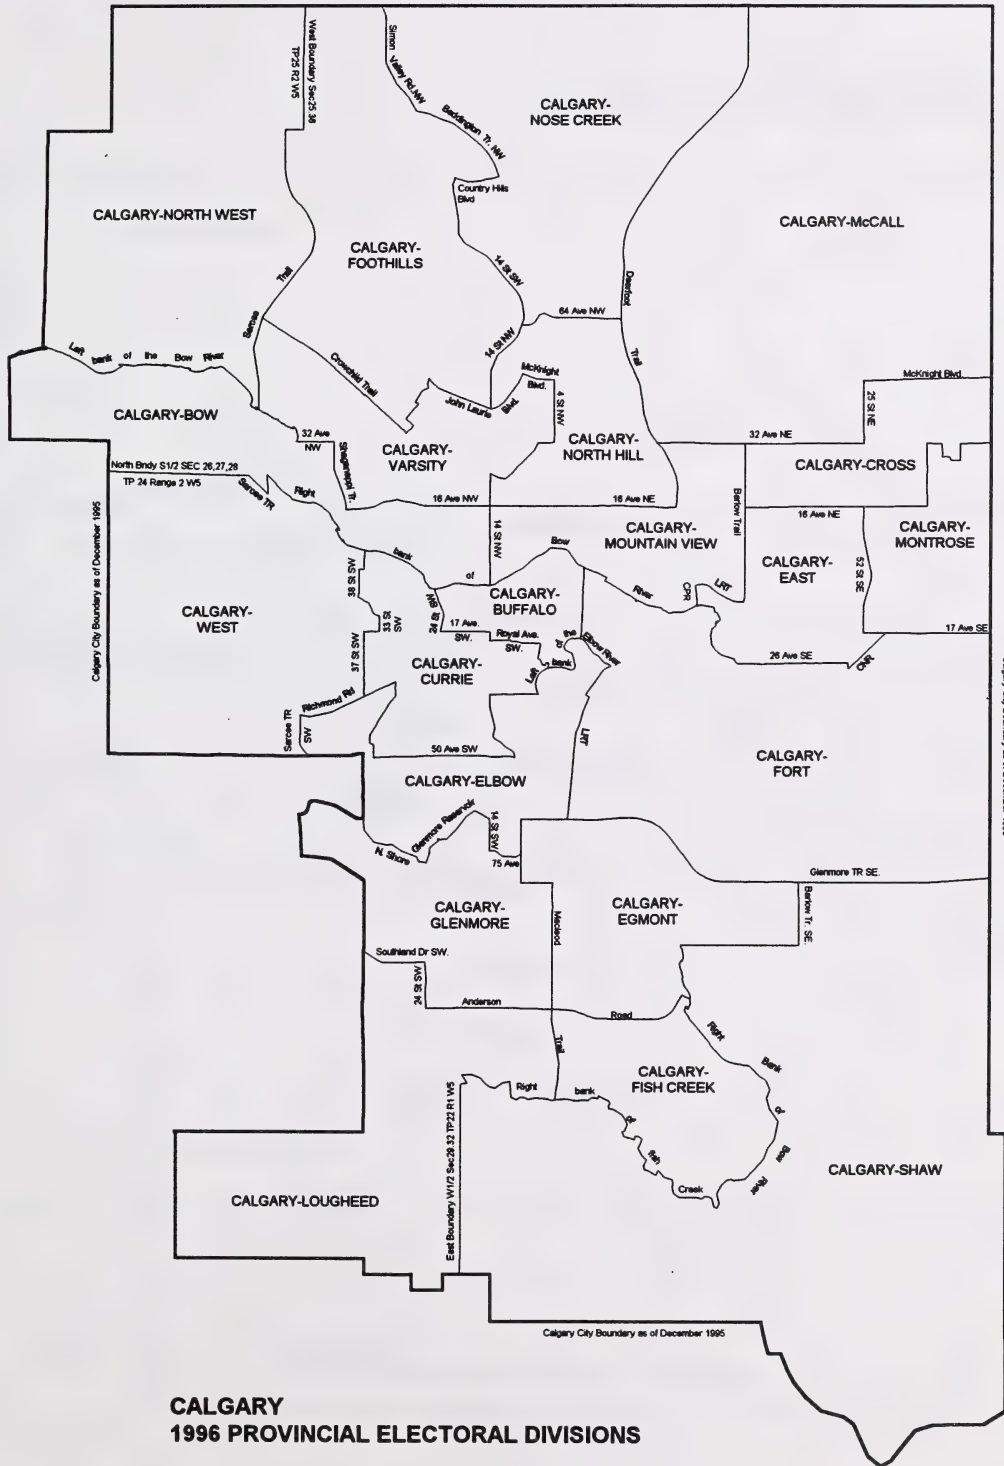 West Boundary Sec25 36
TP25 R2 W5
Simon
Valley Rd.NW
Beddington Tr. NW
CALGARY-
NOSE CREEK
Country Hills
Blvd
CALGARY-NORTH WEST
CALGARY-McCALL
CALGARY-
FOOTHILLS
14 St SW
Deerfoot
Trail
64 Ave NW
Sarcee
Trail
14 St NW
Crowchild Trail
Left bank of the Bow River
McKnight
Blvd.
John Laurie
Blvd.
4 St NW
McKnight Blvd.
25 St NE
CALGARY-BOW
32 Ave
NW
Shaganappi Tr.
CALGARY-
VARSITY
CALGARY-
NORTH HILL
32 Ave NE
CALGARY-CROSS
North Bndy S1/2 SEC 26,27,28
TP 24 Range 2 W5
Sarcee TR
Right
bank
of
Bow
River
16 Ave NW
16 Ave NE
Barlow Trail
16 Ave NE
CALGARY-
MONTROSE
14 St NW
CALGARY-
MOUNTAIN VIEW
CALGARY-
EAST
52 St SE
Calgary City Boundary as of December 1995
38 St SW
33 St
SW
37 St SW
CALGARY-
BUFFALO
24 St
SW
17 Ave.
SW.
Royal Ave.
SW.
Left
bank
of
the
Elbow River
CPR
LRT
17 Ave SE
26 Ave SE
CNR
CALGARY-
WEST
CALGARY-
CURRIE
Richmond Rd
Sarcee TR
SW
50 Ave SW
LRT
CALGARY-
FORT
CALGARY-ELBOW
N. Shore
Glenmore Reservoir
14 St SW
75 Ave
Glenmore TR SE.
Barlow Tr. SE.
CALGARY-
GLENMORE
Macleod
Trail
CALGARY-
EGMONT
Southland Dr SW.
24 St SW
Anderson
Road
Right
Bank
of
Bow
River
CALGARY-
FISH CREEK
Right
bank
of
fish
Creek
East Boundary W1/2 Sec29.32 TP22 R1 W5
CALGARY-SHAW
CALGARY-LOUGHEED
Calgary City Boundary as of December 1995
CALGARY
1996 PROVINCIAL ELECTORAL DIVISIONS